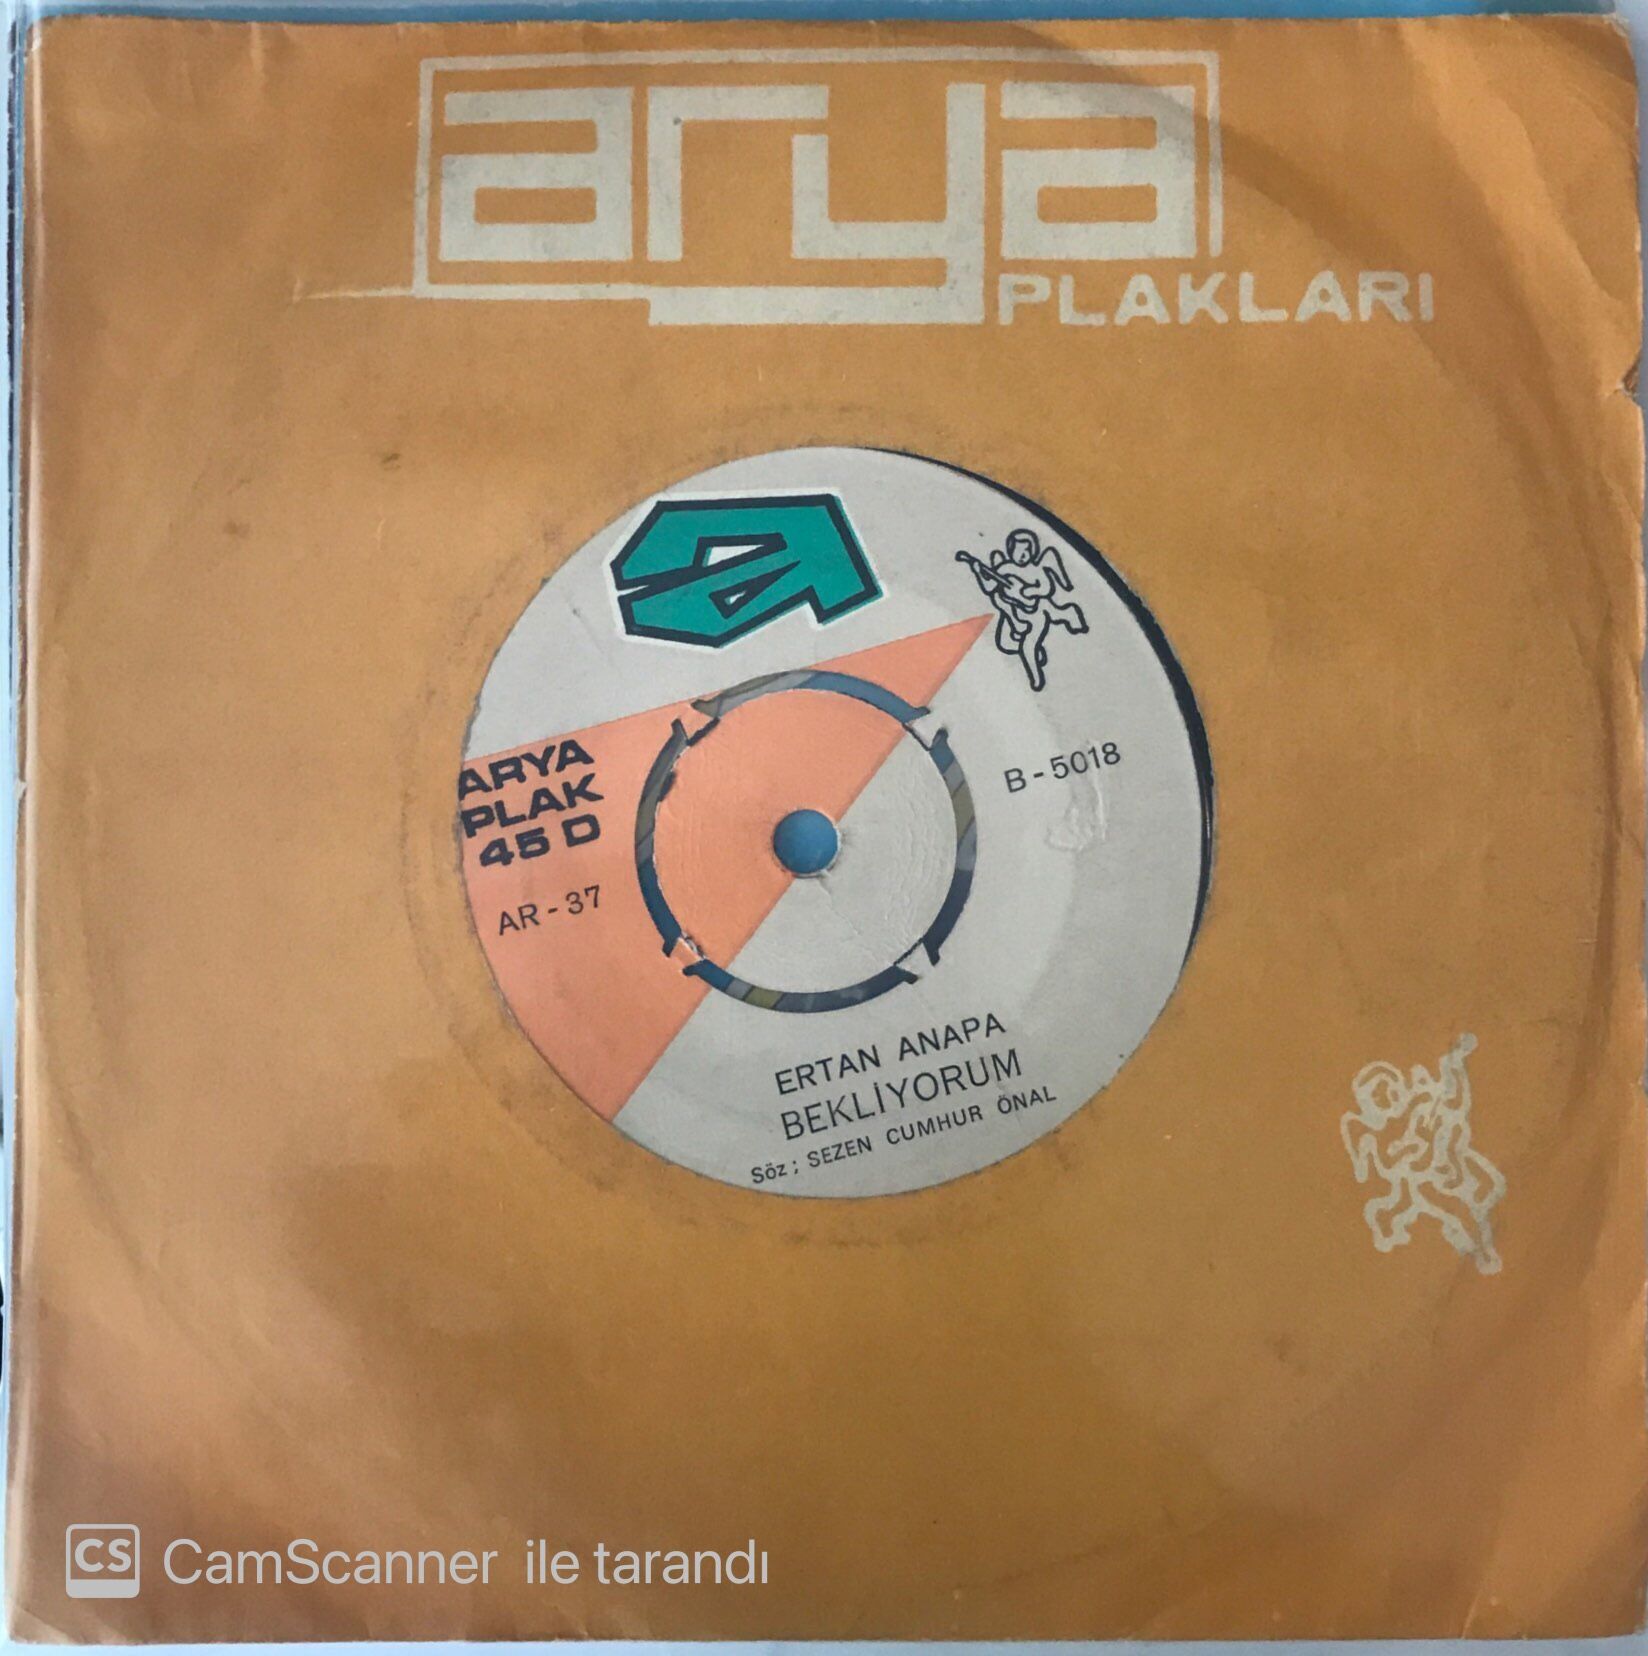 arya
PLAKLARI
a
ARYA
PLAK
45 D
AR - 37
B - 5018
ERTAN ANAPA
BEKLİYORUM
Söz ; SEZEN CUMHUR ÖNAL
CS CamScanner ile tarandı